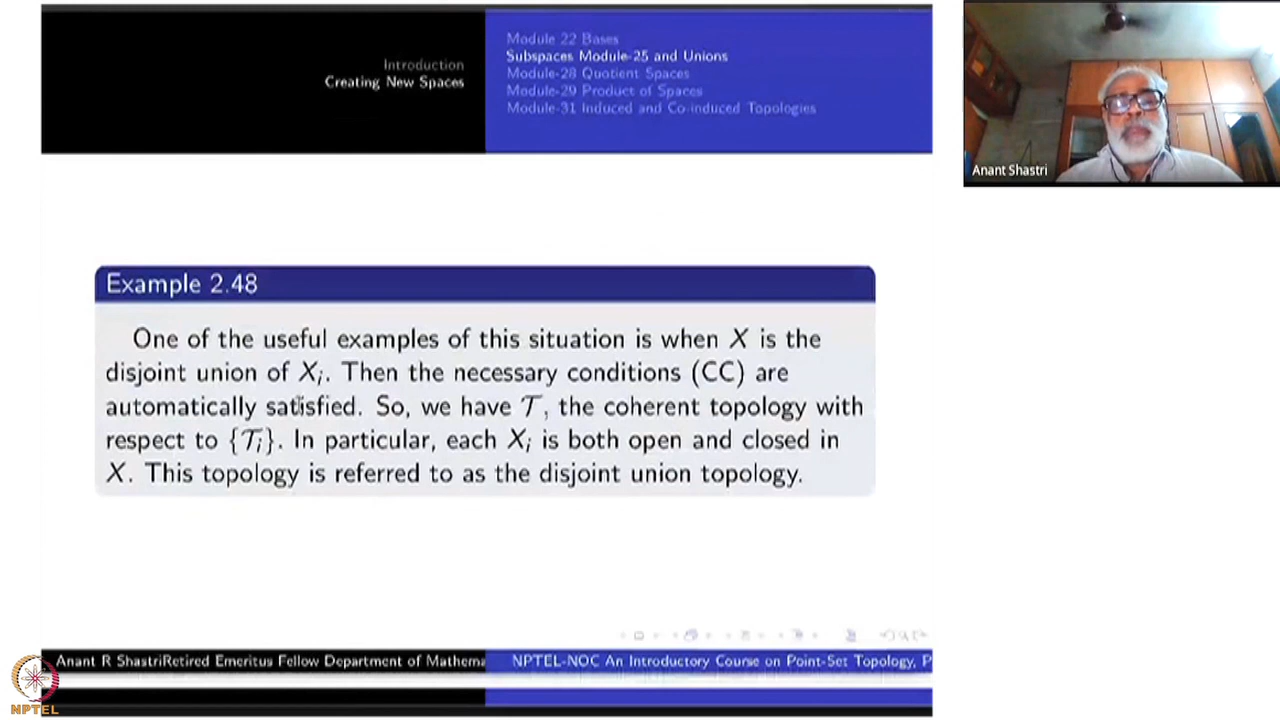 Introduction
Creating New Spaces
Module 22 Bases
Subspaces Module-25 and Unions
Module-28 Quotient Spaces
Module-29 Product of Spaces
Module-31 Induced and Co-induced Topologies
Anant Shastri
Example 2.48
One of the useful examples of this situation is when X is the
disjoint union of Xᵢ. Then the necessary conditions (CC) are
automatically satisfied. So, we have 𝒯, the coherent topology with
respect to {𝒯ᵢ}. In particular, each Xᵢ is both open and closed in
X. This topology is referred to as the disjoint union topology.
Anant R ShastriRetired Emeritus Fellow Department of Mathema
NPTEL-NOC An Introductory Course on Point-Set Topology, P
NPTEL